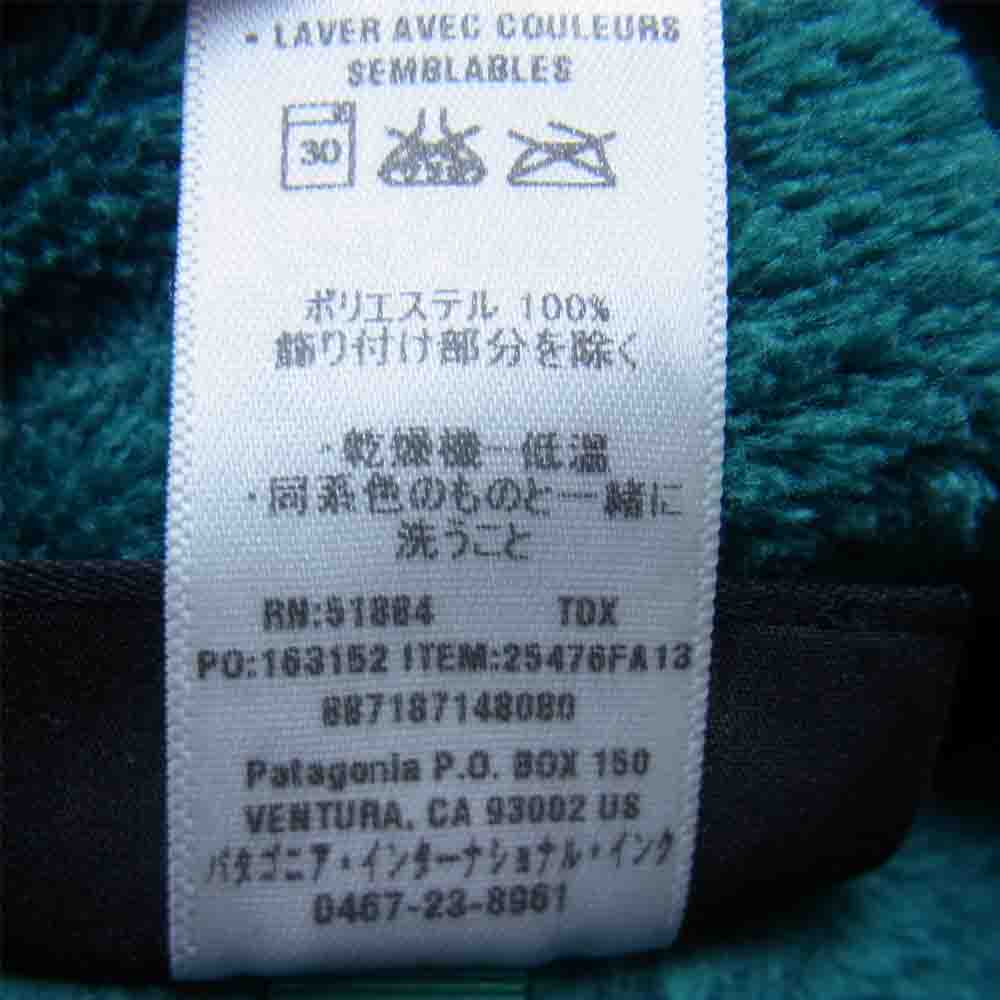 • LAVER AVEC COULEURS
SEMBLABLES
30
ポリエステル 100%
飾り付け部分を除く
・乾燥機ー低温
・同系色のものと一緒に
洗うこと
RN:51884 TDX
PO:163152 ITEM:25476FA13
887187148080
Patagonia P.O. BOX 150
VENTURA, CA 93002 US
パタゴニア・インターナショナル・インク
0467-23-8961